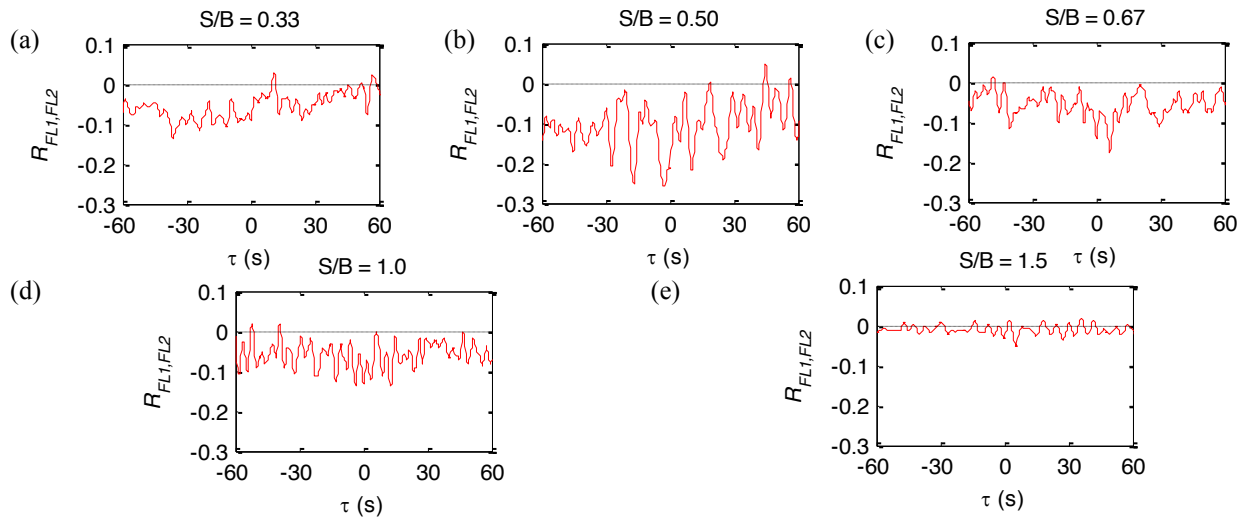 (a)
S/B = 0.33
0.1
0
-0.1
-0.2
-0.3
R_FL1,FL2
-60 -30 0 30 60
τ (s)
(b)
S/B = 0.50
0.1
0
-0.1
-0.2
-0.3
-60 -30 0 30 60
τ (s)
(c)
S/B = 0.67
0.1
0
-0.1
-0.2
-0.3
R_FL1,FL2
-60 -30 0 30 60
τ (s)
(d)
S/B = 1.0
0.1
0
-0.1
-0.2
-0.3
R_FL1,FL2
-60 -30 0 30 60
τ (s)
(e)
S/B = 1.5
0.1
0
-0.1
-0.2
-0.3
R_FL1,FL2
-60 -30 0 30 60
τ (s)